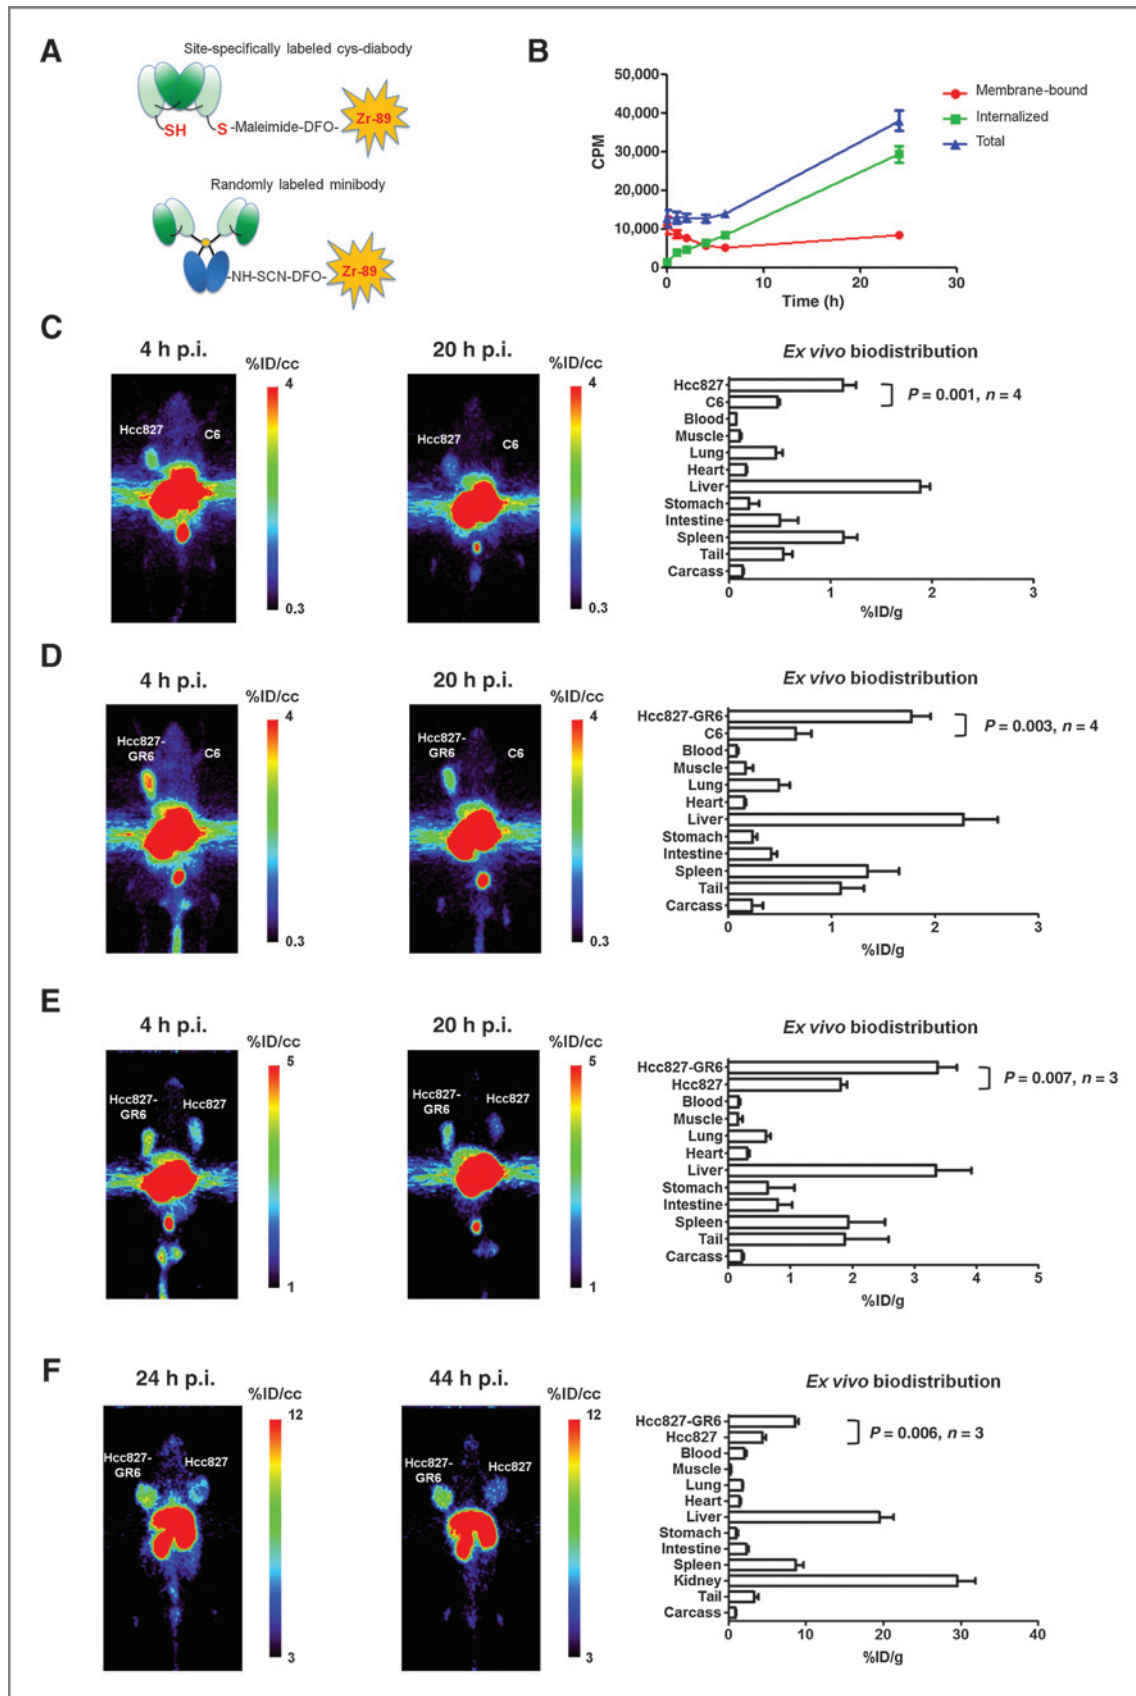 A
Site-specifically labeled cys-diabody
SH
S -Maleimide-DFO- Zr-89
Randomly labeled minibody
-NH-SCN-DFO- Zr-89
B
50,000
40,000
30,000
20,000
10,000
0
CPM
0 10 20 30
Time (h)
Membrane-bound
Internalized
Total
C
4 h p.i.
%ID/cc
4
0.3
Hcc827
C6
20 h p.i.
%ID/cc
4
0.3
Hcc827
C6
Ex vivo biodistribution
Hcc827
C6
Blood
Muscle
Lung
Heart
Liver
Stomach
Intestine
Spleen
Tail
Carcass
P = 0.001, n = 4
0 1 2 3
%ID/g
D
4 h p.i.
%ID/cc
4
0.3
Hcc827-
GR6
C6
20 h p.i.
%ID/cc
4
0.3
Hcc827-
GR6
C6
Ex vivo biodistribution
Hcc827-GR6
C6
Blood
Muscle
Lung
Heart
Liver
Stomach
Intestine
Spleen
Tail
Carcass
P = 0.003, n = 4
0 1 2 3
%ID/g
E
4 h p.i.
%ID/cc
5
1
Hcc827-
GR6
Hcc827
20 h p.i.
%ID/cc
5
1
Hcc827-
GR6
Hcc827
Ex vivo biodistribution
Hcc827-GR6
Hcc827
Blood
Muscle
Lung
Heart
Liver
Stomach
Intestine
Spleen
Tail
Carcass
P = 0.007, n = 3
0 1 2 3 4 5
%ID/g
F
24 h p.i.
%ID/cc
12
3
Hcc827-
GR6
Hcc827
44 h p.i.
%ID/cc
12
3
Hcc827-
GR6
Hcc827
Ex vivo biodistribution
Hcc827-GR6
Hcc827
Blood
Muscle
Lung
Heart
Liver
Stomach
Intestine
Spleen
Kidney
Tail
Carcass
P = 0.006, n = 3
0 10 20 30 40
%ID/g